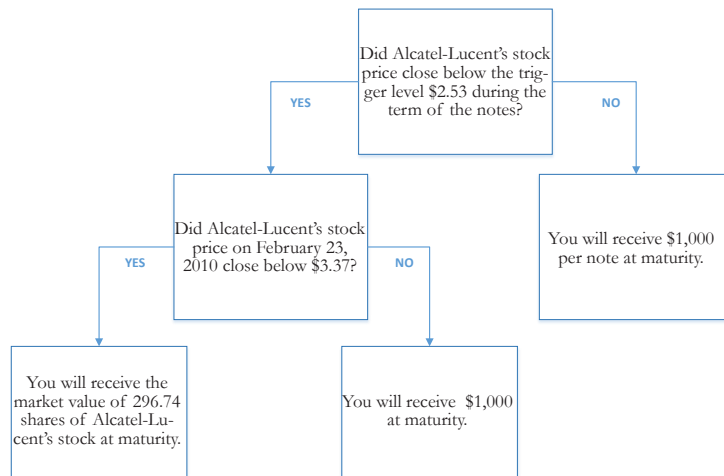 Did Alcatel-Lucent’s stock
price close below the trig-
ger level $2.53 during the
term of the notes?
YES
NO
Did Alcatel-Lucent’s stock
price on February 23,
2010 close below $3.37?
You will receive $1,000
per note at maturity.
YES
NO
You will receive the
market value of 296.74
shares of Alcatel-Lu-
cent’s stock at maturity.
You will receive $1,000
at maturity.